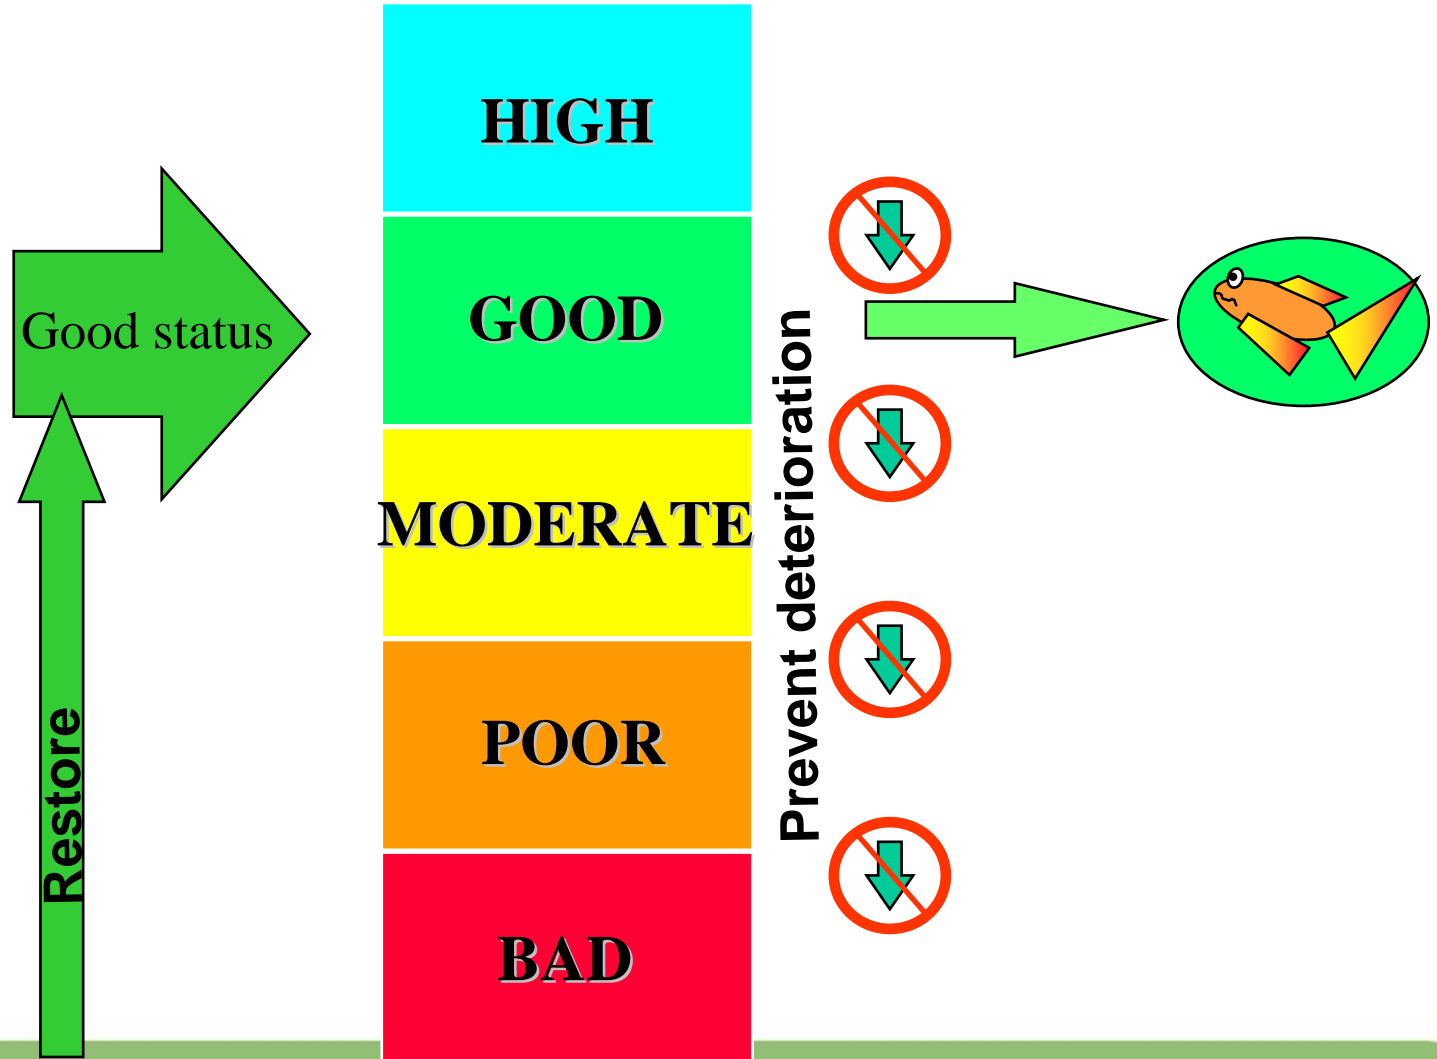 HIGH
Good status
GOOD
MODERATE
POOR
BAD
Restore
Prevent deterioration